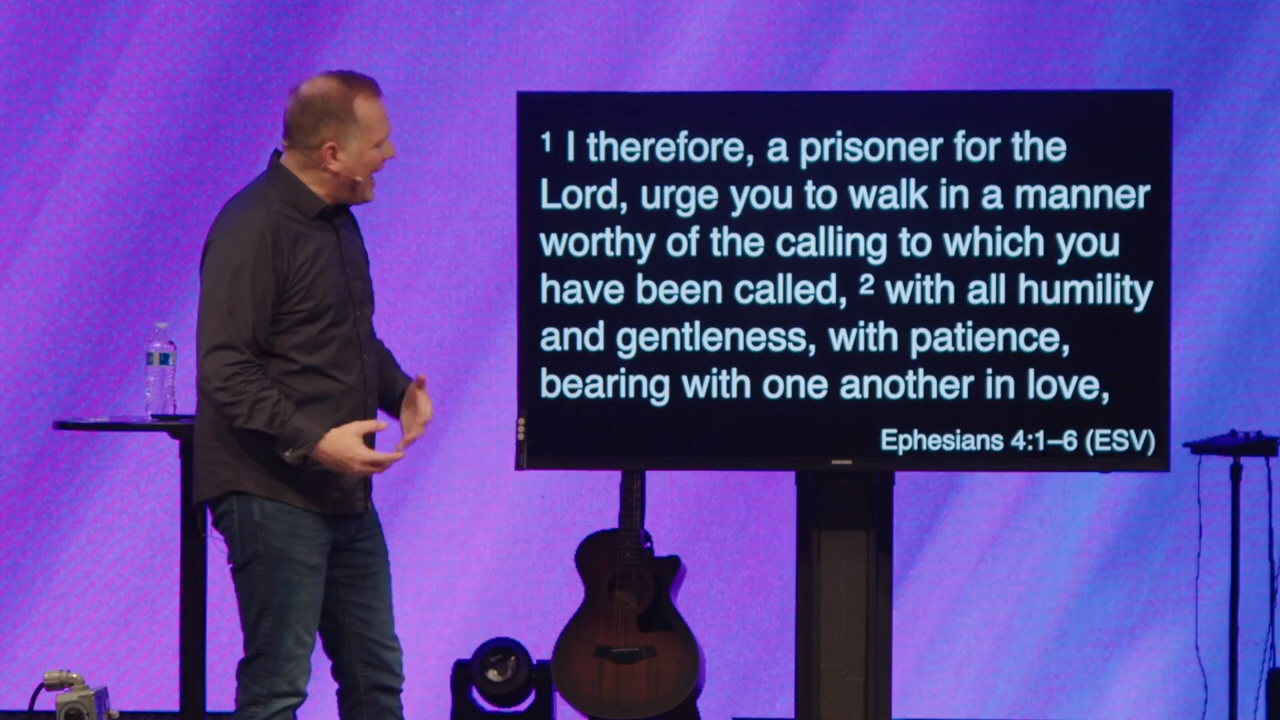 ¹ I therefore, a prisoner for the
Lord, urge you to walk in a manner
worthy of the calling to which you
have been called, ² with all humility
and gentleness, with patience,
bearing with one another in love,
Ephesians 4:1–6 (ESV)
SAMSUNG